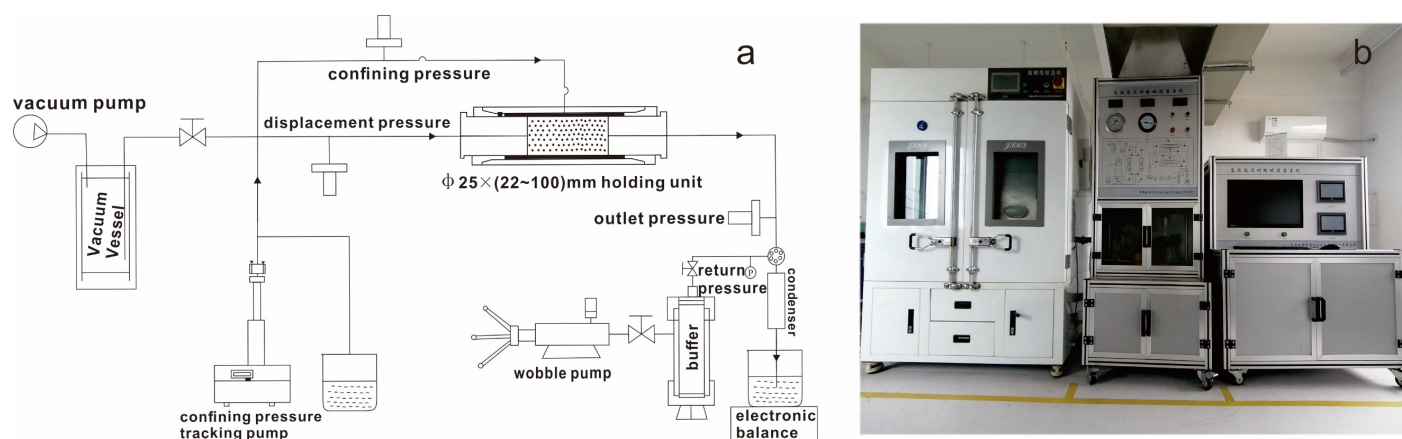 a
b
confining pressure
vacuum pump
displacement pressure
Vacuum
Vessel
ϕ 25×(22~100)mm holding unit
outlet pressure
return P
pressure
condenser
buffer
wobble pump
confining pressure
tracking pump
electronic
balance